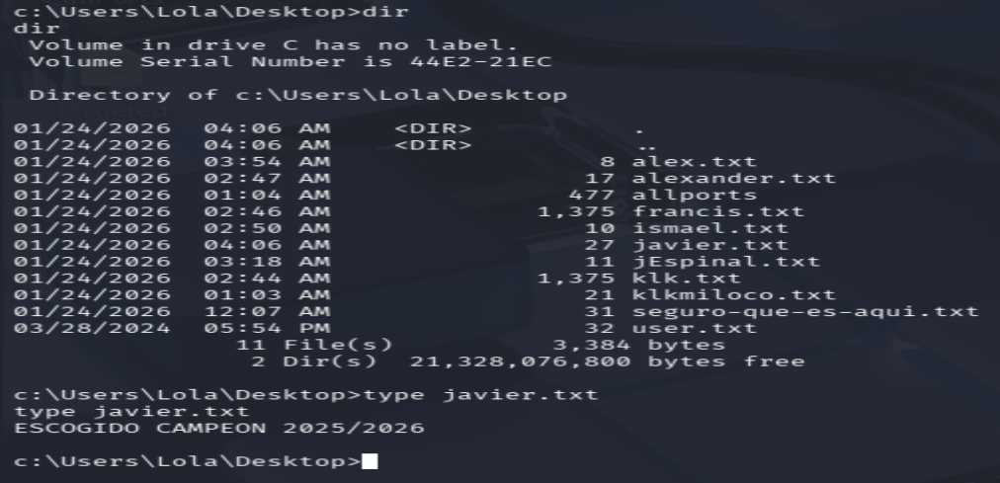 c:\Users\Lola\Desktop>dir
dir
 Volume in drive C has no label.
 Volume Serial Number is 44E2-21EC

 Directory of c:\Users\Lola\Desktop

01/24/2026  04:06 AM    <DIR>          .
01/24/2026  04:06 AM    <DIR>          ..
01/24/2026  03:54 AM                 8 alex.txt
01/24/2026  02:47 AM                17 alexander.txt
01/24/2026  01:04 AM               477 allports
01/24/2026  02:46 AM             1,375 francis.txt
01/24/2026  02:50 AM                10 ismael.txt
01/24/2026  04:06 AM                27 javier.txt
01/24/2026  03:18 AM                11 jEspinal.txt
01/24/2026  02:44 AM             1,375 klk.txt
01/24/2026  01:03 AM                21 klkmiloco.txt
01/24/2026  12:07 AM                31 seguro-que-es-aqui.txt
03/28/2024  05:54 PM                32 user.txt
              11 File(s)          3,384 bytes
               2 Dir(s)  21,328,076,800 bytes free

c:\Users\Lola\Desktop>type javier.txt
type javier.txt
ESCOGIDO CAMPEON 2025/2026

c:\Users\Lola\Desktop>